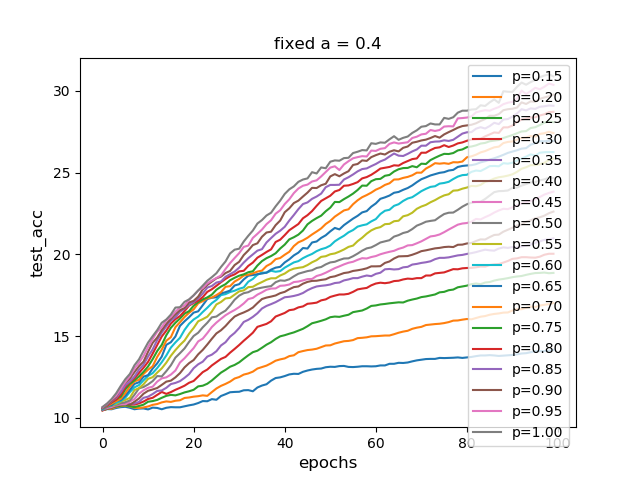 fixed a = 0.4
test_acc
30
25
20
15
10
0
20
40
60
80
100
epochs
p=0.15
p=0.20
p=0.25
p=0.30
p=0.35
p=0.40
p=0.45
p=0.50
p=0.55
p=0.60
p=0.65
p=0.70
p=0.75
p=0.80
p=0.85
p=0.90
p=0.95
p=1.00